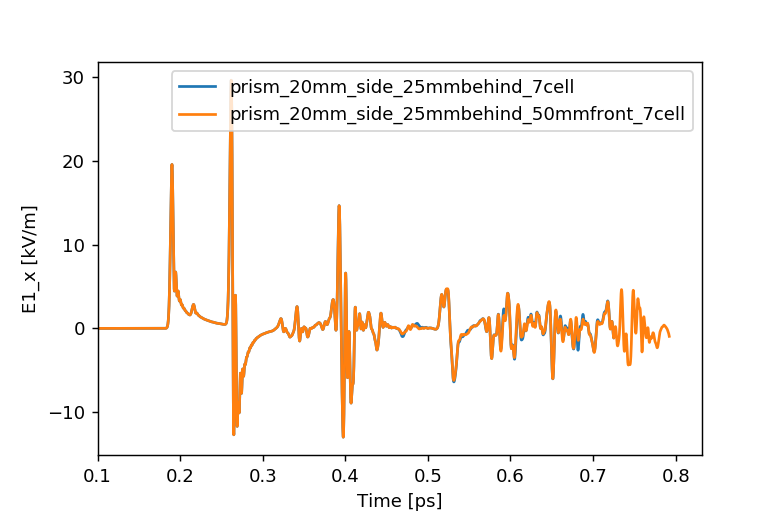 prism_20mm_side_25mmbehind_7cell
prism_20mm_side_25mmbehind_50mmfront_7cell
E1_x [kV/m]
30
20
10
0
−10
0.1 0.2 0.3 0.4 0.5 0.6 0.7 0.8
Time [ps]